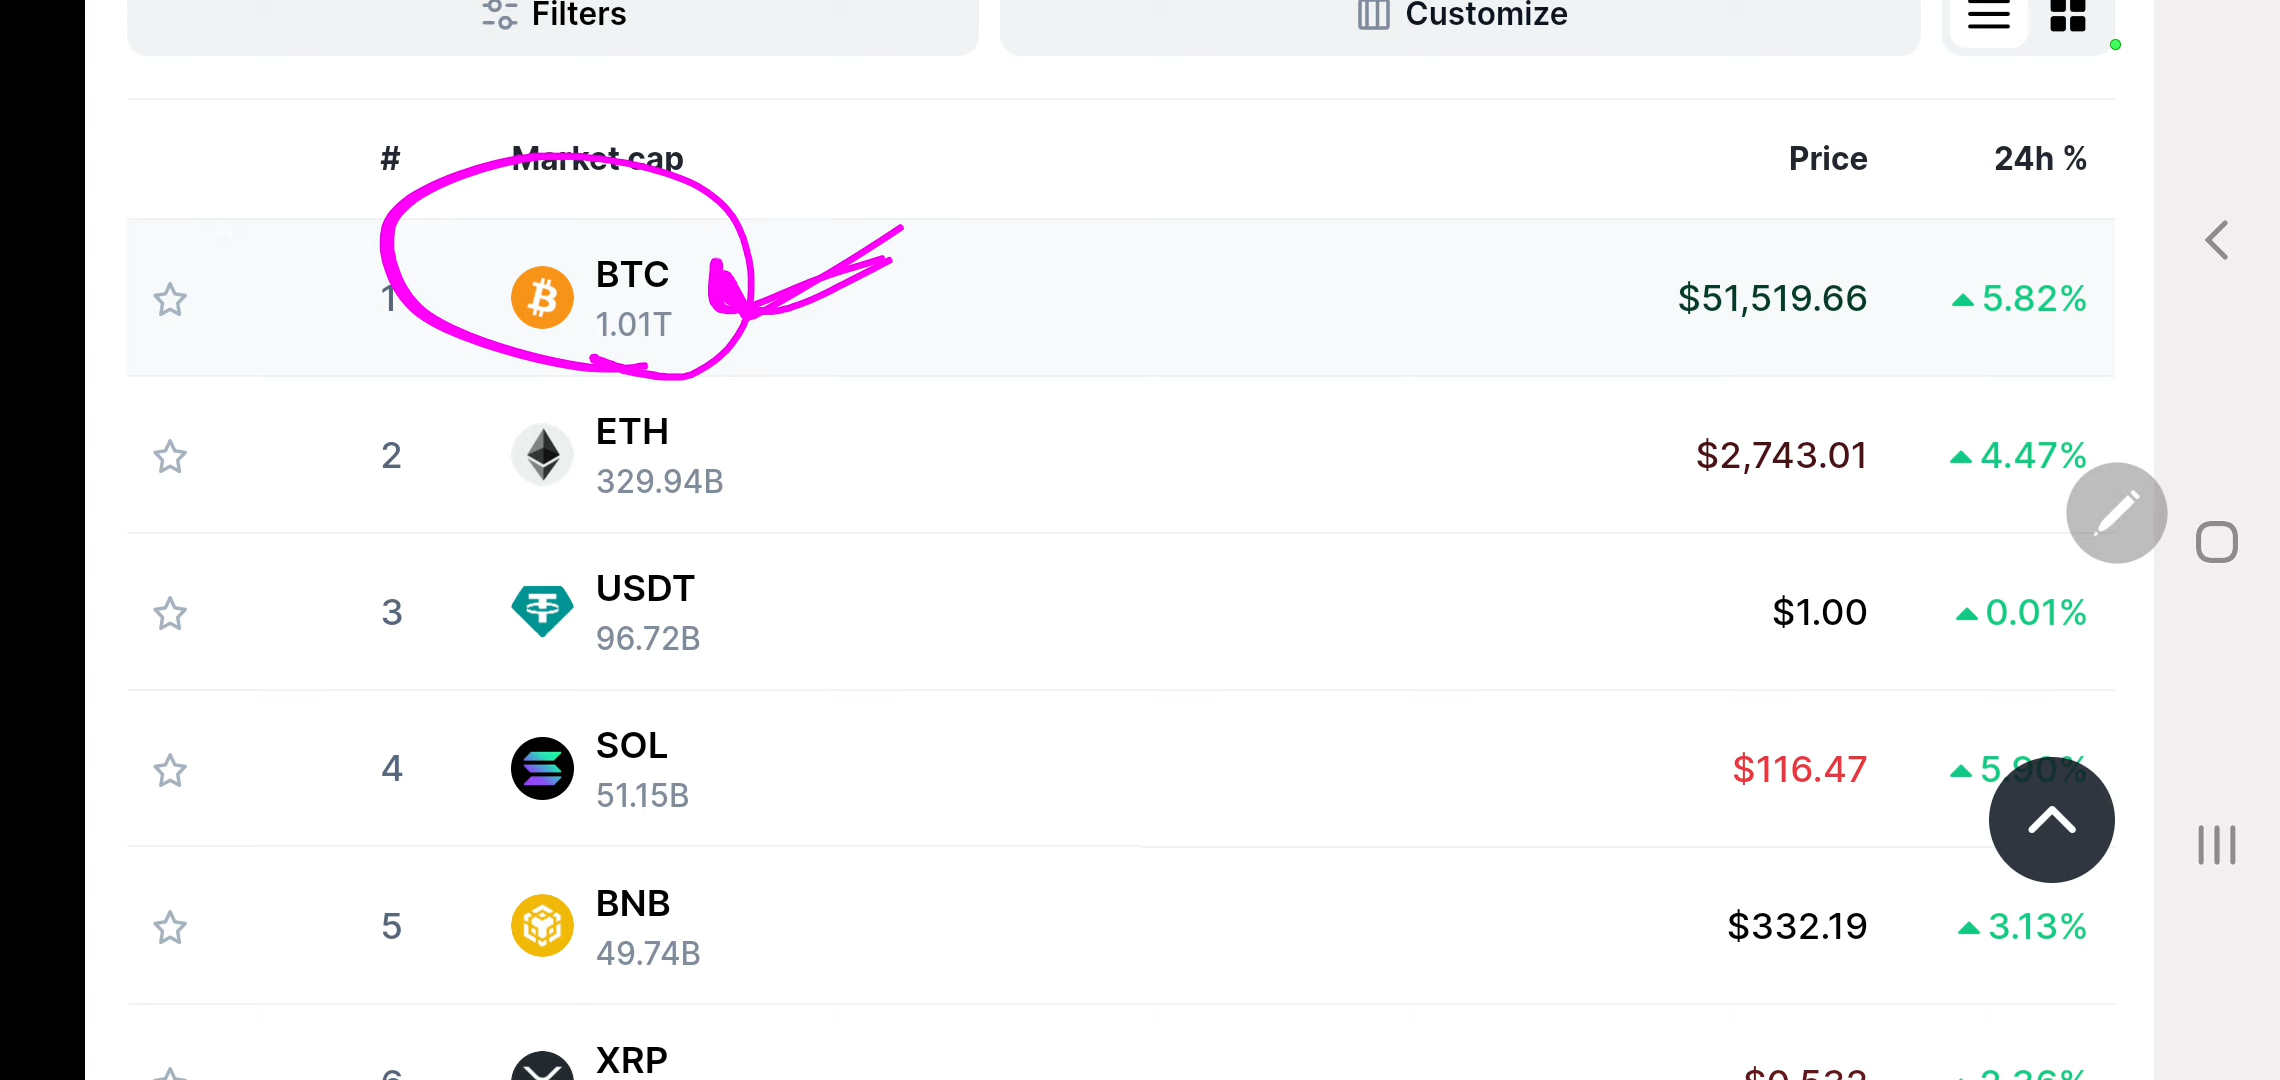 Filters Customize
# Market cap Price 24h %
1 BTC 1.01T $51,519.66 5.82%
2 ETH 329.94B $2,743.01 4.47%
3 USDT 96.72B $1.00 0.01%
4 SOL 51.15B $116.47 5.90%
5 BNB 49.74B $332.19 3.13%
XRP